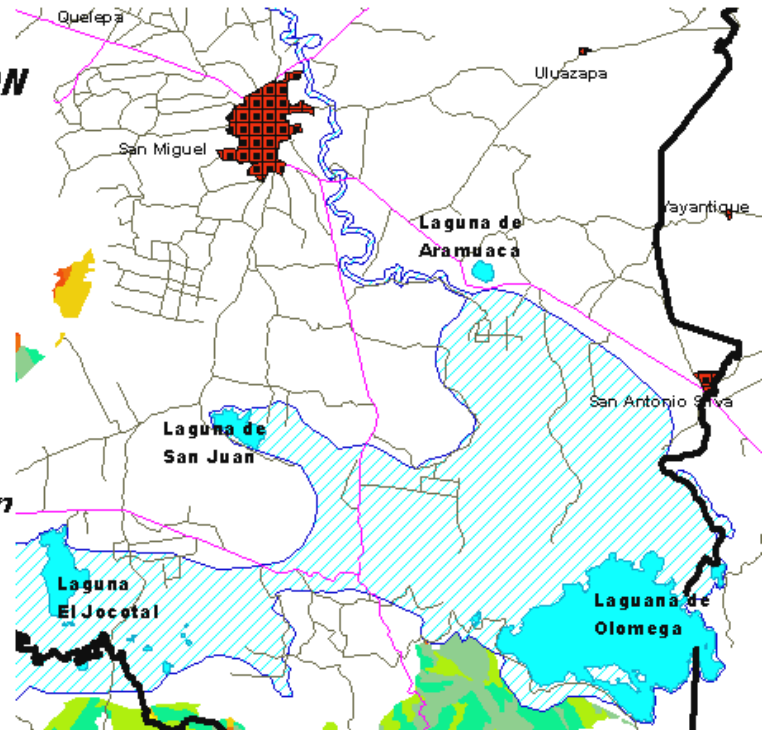 Quelepa
N
Uluazapa
San Miguel
Yayantique
Laguna de
Aramuaca
San Antonio Silva
Laguna de
San Juan
n
Laguna
El Jocotal
Laguana de
Olomega